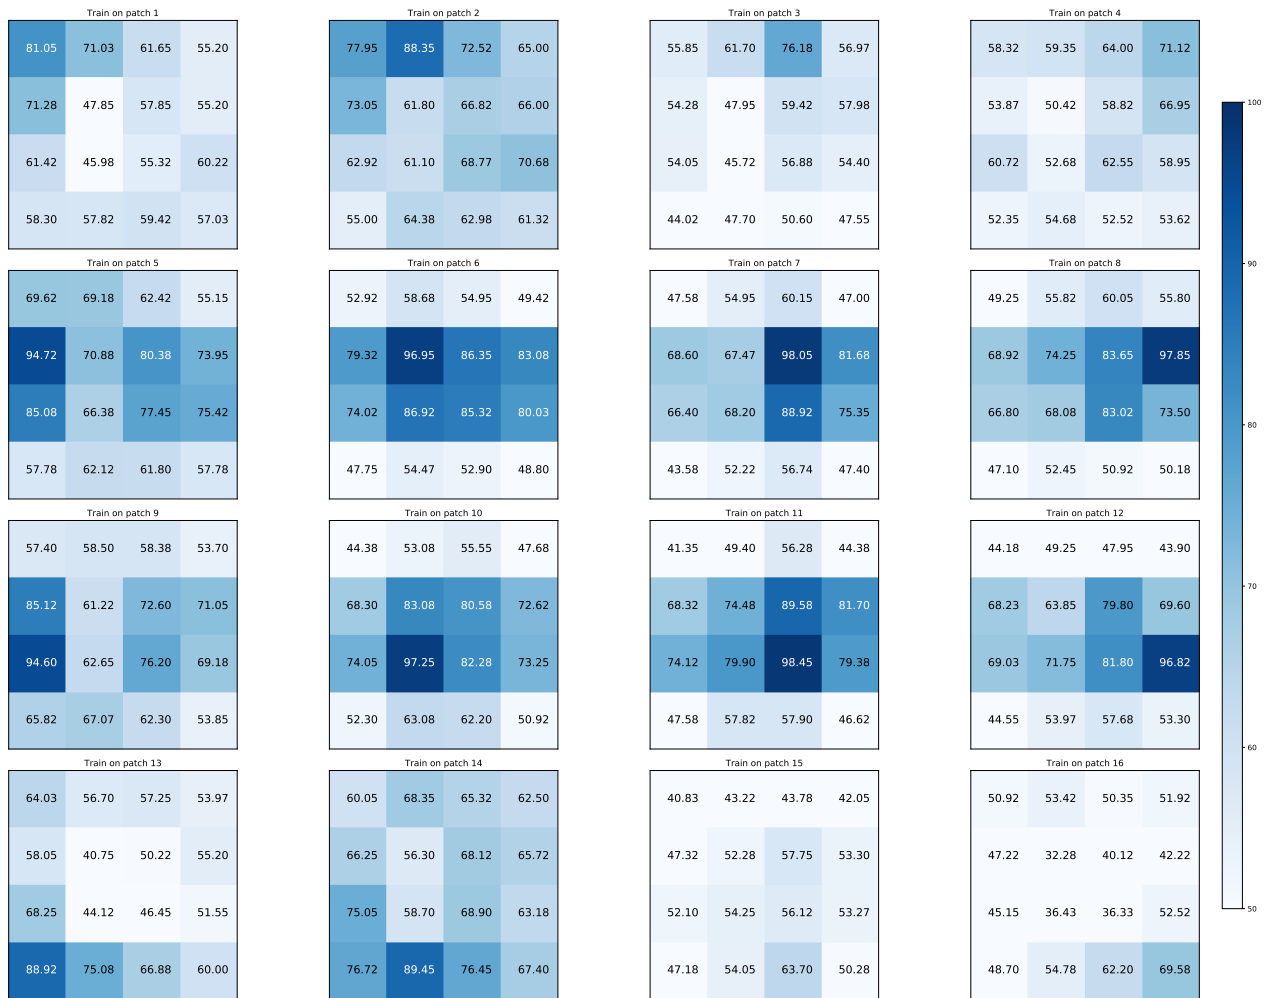 Train on patch 1 Train on patch 2 Train on patch 3 Train on patch 4
81.05 71.03 61.65 55.20 77.95 88.35 72.52 65.00 55.85 61.70 76.18 56.97 58.32 59.35 64.00 71.12
71.28 47.85 57.85 55.20 73.05 61.80 66.82 66.00 54.28 47.95 59.42 57.98 53.87 50.42 58.82 66.95
100
61.42 45.98 55.32 60.22 62.92 61.10 68.77 70.68 54.05 45.72 56.88 54.40 60.72 52.68 62.55 58.95
58.30 57.82 59.42 57.03 55.00 64.38 62.98 61.32 44.02 47.70 50.60 47.55 52.35 54.68 52.52 53.62
Train on patch 5 Train on patch 6 Train on patch 7 Train on patch 8
90
69.62 69.18 62.42 55.15 52.92 58.68 54.95 49.42 47.58 54.95 60.15 47.00 49.25 55.82 60.05 55.80
94.72 70.88 80.38 73.95 79.32 96.95 86.35 83.08 68.60 67.47 98.05 81.68 68.92 74.25 83.65 97.85
85.08 66.38 77.45 75.42 74.02 86.92 85.32 80.03 66.40 68.20 88.92 75.35 66.80 68.08 83.02 73.50
80
57.78 62.12 61.80 57.78 47.75 54.47 52.90 48.80 43.58 52.22 56.74 47.40 47.10 52.45 50.92 50.18
Train on patch 9 Train on patch 10 Train on patch 11 Train on patch 12
57.40 58.50 58.38 53.70 44.38 53.08 55.55 47.68 41.35 49.40 56.28 44.38 44.18 49.25 47.95 43.90
70
85.12 61.22 72.60 71.05 68.30 83.08 80.58 72.62 68.32 74.48 89.58 81.70 68.23 63.85 79.80 69.60
94.60 62.65 76.20 69.18 74.05 97.25 82.28 73.25 74.12 79.90 98.45 79.38 69.03 71.75 81.80 96.82
65.82 67.07 62.30 53.85 52.30 63.08 62.20 50.92 47.58 57.82 57.90 46.62 44.55 53.97 57.68 53.30
60
Train on patch 13 Train on patch 14 Train on patch 15 Train on patch 16
64.03 56.70 57.25 53.97 60.05 68.35 65.32 62.50 40.83 43.22 43.78 42.05 50.92 53.42 50.35 51.92
58.05 40.75 50.22 55.20 66.25 56.30 68.12 65.72 47.32 52.28 57.75 53.30 47.22 32.28 40.12 42.22
50
68.25 44.12 46.45 51.55 75.05 58.70 68.90 63.18 52.10 54.25 56.12 53.27 45.15 36.43 36.33 52.52
88.92 75.08 66.88 60.00 76.72 89.45 76.45 67.40 47.18 54.05 63.70 50.28 48.70 54.78 62.20 69.58